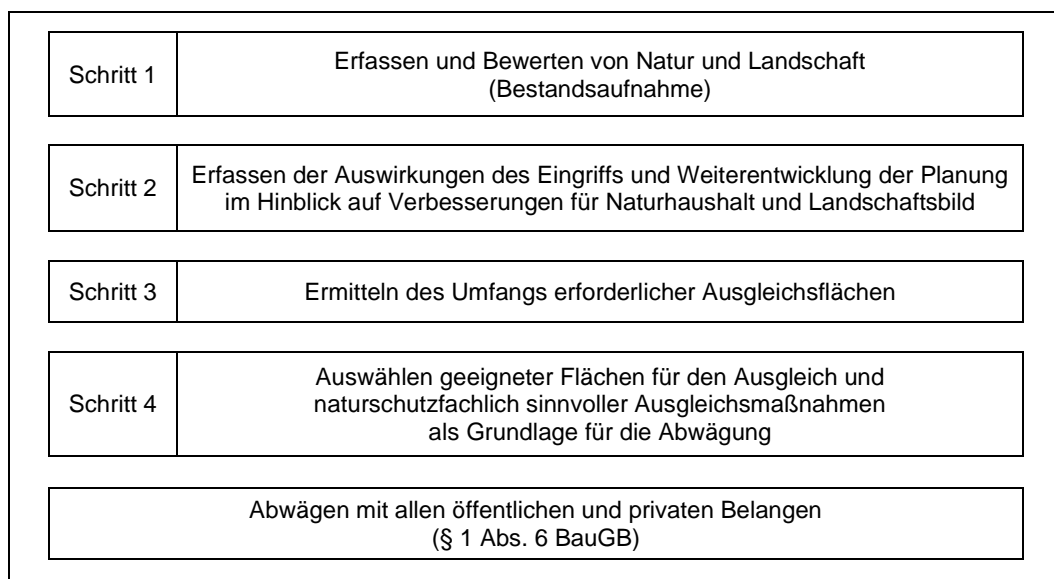 Schritt 1
Erfassen und Bewerten von Natur und Landschaft
(Bestandsaufnahme)
Schritt 2
Erfassen der Auswirkungen des Eingriffs und Weiterentwicklung der Planung
im Hinblick auf Verbesserungen für Naturhaushalt und Landschaftsbild
Schritt 3
Ermitteln des Umfangs erforderlicher Ausgleichsflächen
Schritt 4
Auswählen geeigneter Flächen für den Ausgleich und
naturschutzfachlich sinnvoller Ausgleichsmaßnahmen
als Grundlage für die Abwägung
Abwägen mit allen öffentlichen und privaten Belangen
(§ 1 Abs. 6 BauGB)